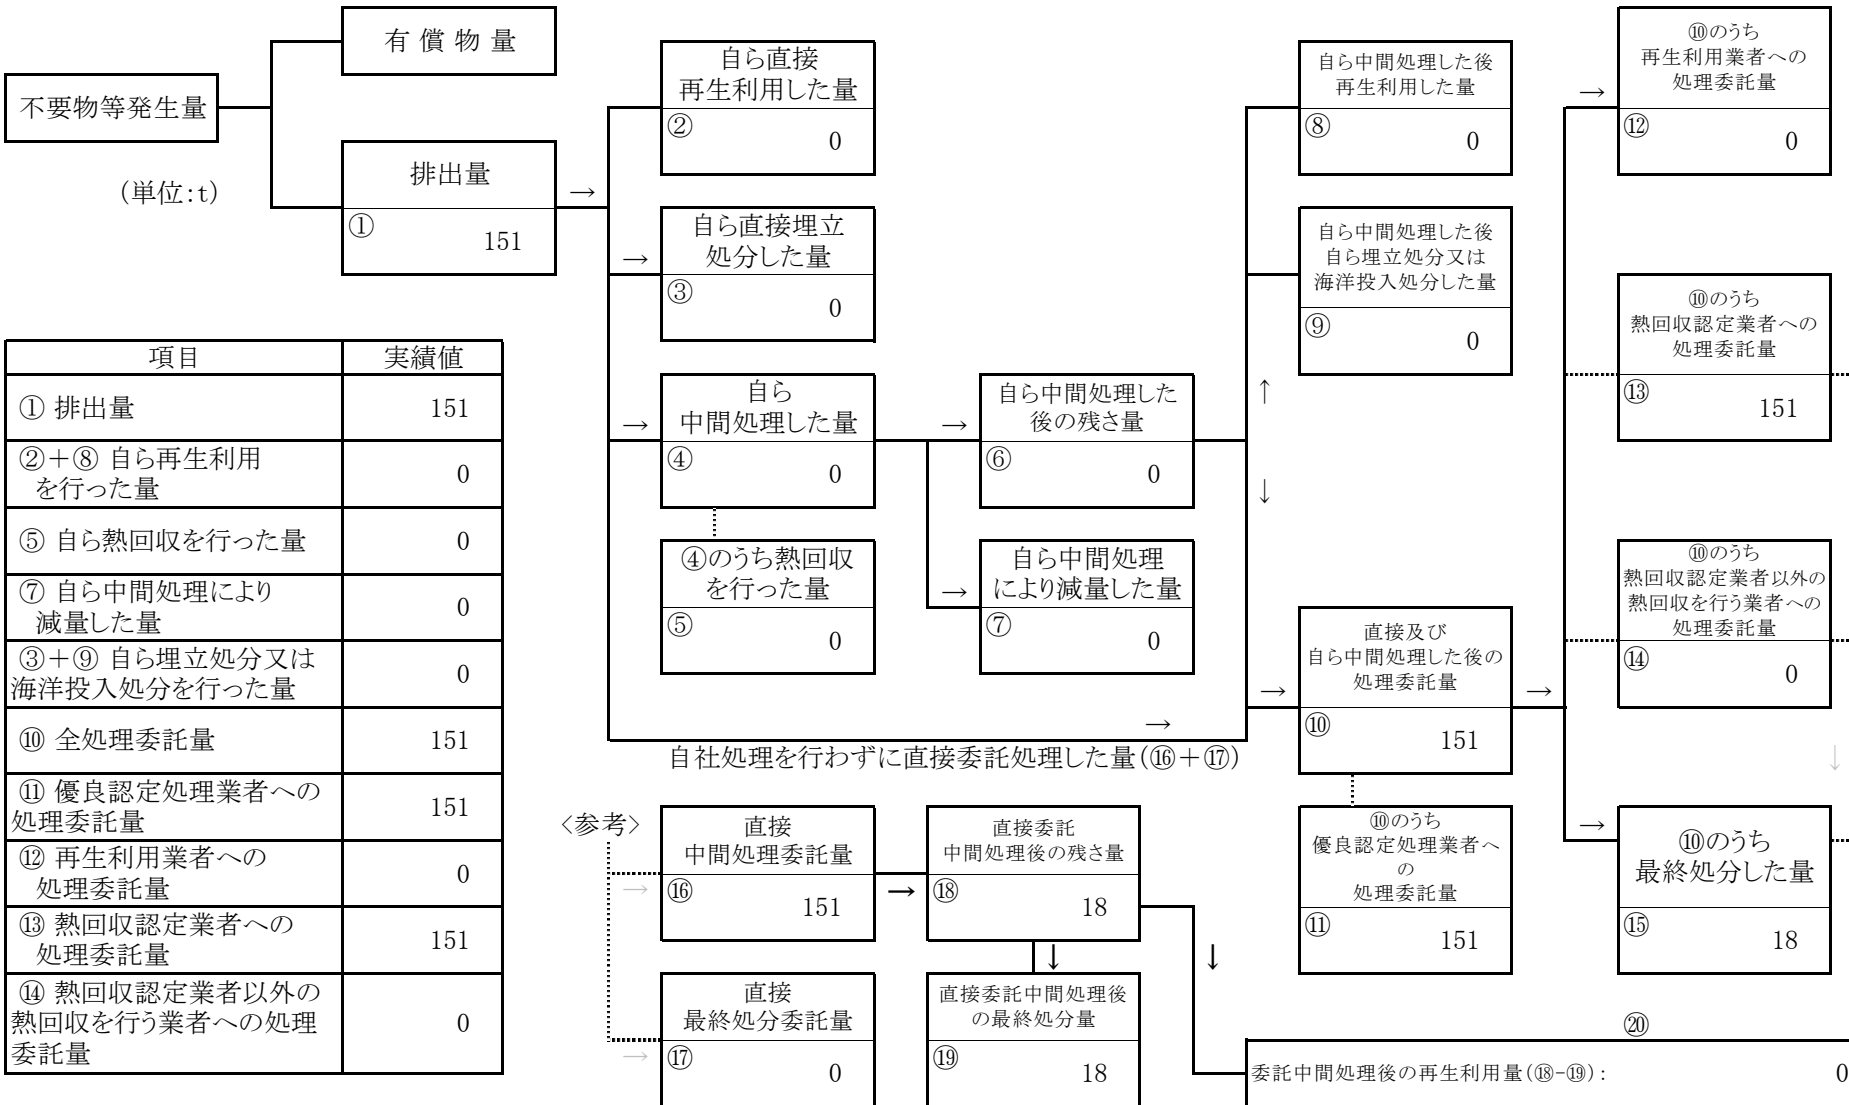 不要物等発生量
(単位:t)
有 償 物 量
排出量
①
151
→
自ら直接
再生利用した量
②
0
→
自ら直接埋立
処分した量
③
0
→
自ら
中間処理した量
④
0
④のうち熱回収
を行った量
⑤
0
→
自ら中間処理した
後の残さ量
⑥
0
→
自ら中間処理
により減量した量
⑦
0
↑
↓
自ら中間処理した後
再生利用した量
⑧
0
自ら中間処理した後
自ら埋立処分又は
海洋投入処分した量
⑨
0
→
自社処理を行わずに直接委託処理した量(⑯+⑰)
→
直接及び
自ら中間処理した後の
処理委託量
⑩
151
⑩のうち
優良認定処理業者へ
の
処理委託量
⑪
151
→
→
⑩のうち
再生利用業者への
処理委託量
⑫
0
⑩のうち
熱回収認定業者への
処理委託量
⑬
151
⑩のうち
熱回収認定業者以外の
熱回収を行う業者への
処理委託量
⑭
0
↓
→
⑩のうち
最終処分した量
⑮
18
項目 実績値
① 排出量 151
②+⑧ 自ら再生利用
を行った量 0
⑤ 自ら熱回収を行った量 0
⑦ 自ら中間処理により
減量した量 0
③+⑨ 自ら埋立処分又は
海洋投入処分を行った量 0
⑩ 全処理委託量 151
⑪ 優良認定処理業者への
処理委託量 151
⑫ 再生利用業者への
処理委託量 0
⑬ 熱回収認定業者への
処理委託量 151
⑭ 熱回収認定業者以外の
熱回収を行う業者への処理
委託量 0
〈参考〉
→
直接
中間処理委託量
⑯
151
→
直接委託
中間処理後の残さ量
⑱
18
↓
↓
→
直接
最終処分委託量
⑰
0
直接委託中間処理後
の最終処分量
⑲
18
⑳
委託中間処理後の再生利用量(⑱-⑲): 0